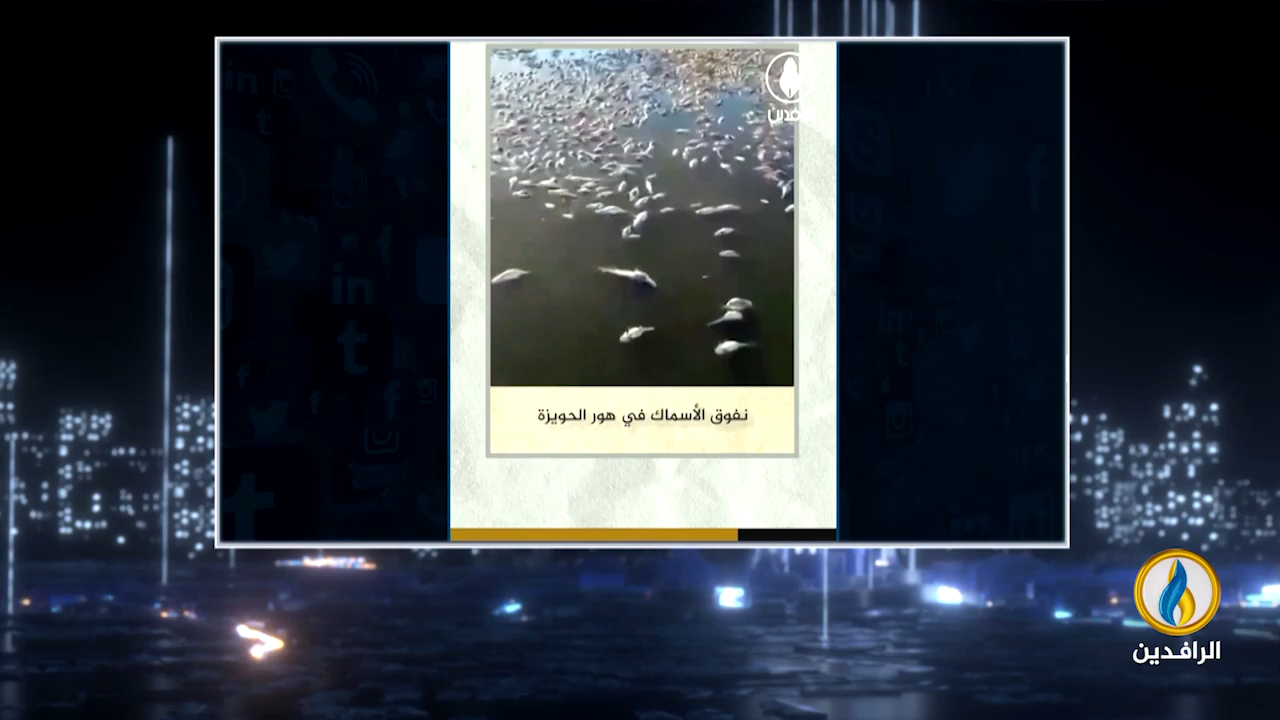 الرافدين
نفوق الأسماك في هور الحويزة
الرافدين